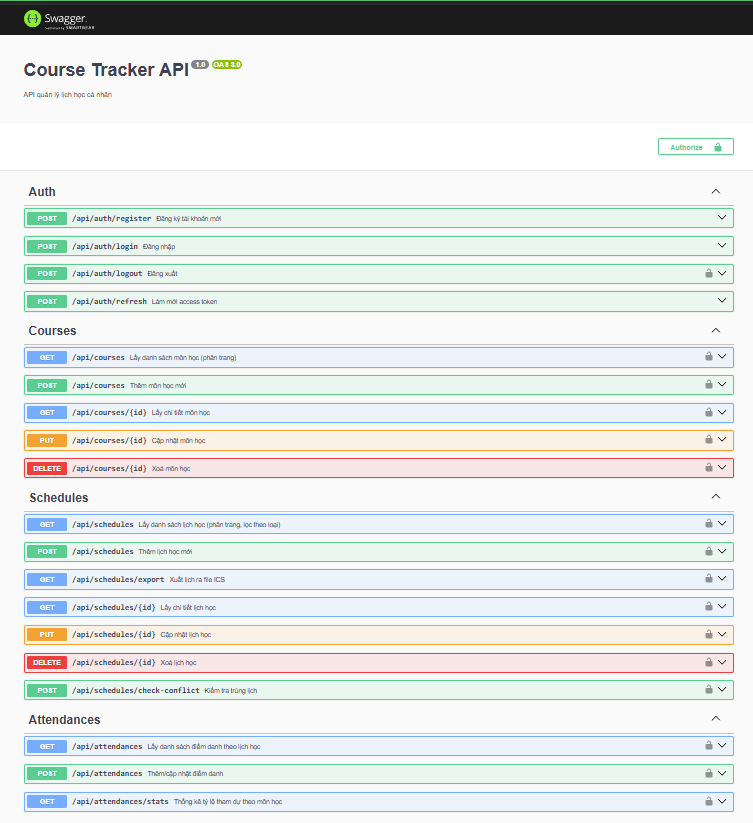 Swagger.
Supported by SMARTBEAR
Course Tracker API 1.0 OAS 3.0
API quản lý lịch học cá nhân
Authorize
Auth
POST /api/auth/register Đăng ký tài khoản mới
POST /api/auth/login Đăng nhập
POST /api/auth/logout Đăng xuất
POST /api/auth/refresh Làm mới access token
Courses
GET /api/courses Lấy danh sách môn học (phân trang)
POST /api/courses Thêm môn học mới
GET /api/courses/{id} Lấy chi tiết môn học
PUT /api/courses/{id} Cập nhật môn học
DELETE /api/courses/{id} Xoá môn học
Schedules
GET /api/schedules Lấy danh sách lịch học (phân trang, lọc theo loại)
POST /api/schedules Thêm lịch học mới
GET /api/schedules/export Xuất lịch ra file ICS
GET /api/schedules/{id} Lấy chi tiết lịch học
PUT /api/schedules/{id} Cập nhật lịch học
DELETE /api/schedules/{id} Xoá lịch học
POST /api/schedules/check-conflict Kiểm tra trùng lịch
Attendances
GET /api/attendances Lấy danh sách điểm danh theo lịch học
POST /api/attendances Thêm/cập nhật điểm danh
GET /api/attendances/stats Thống kê tỷ lệ tham dự theo môn học